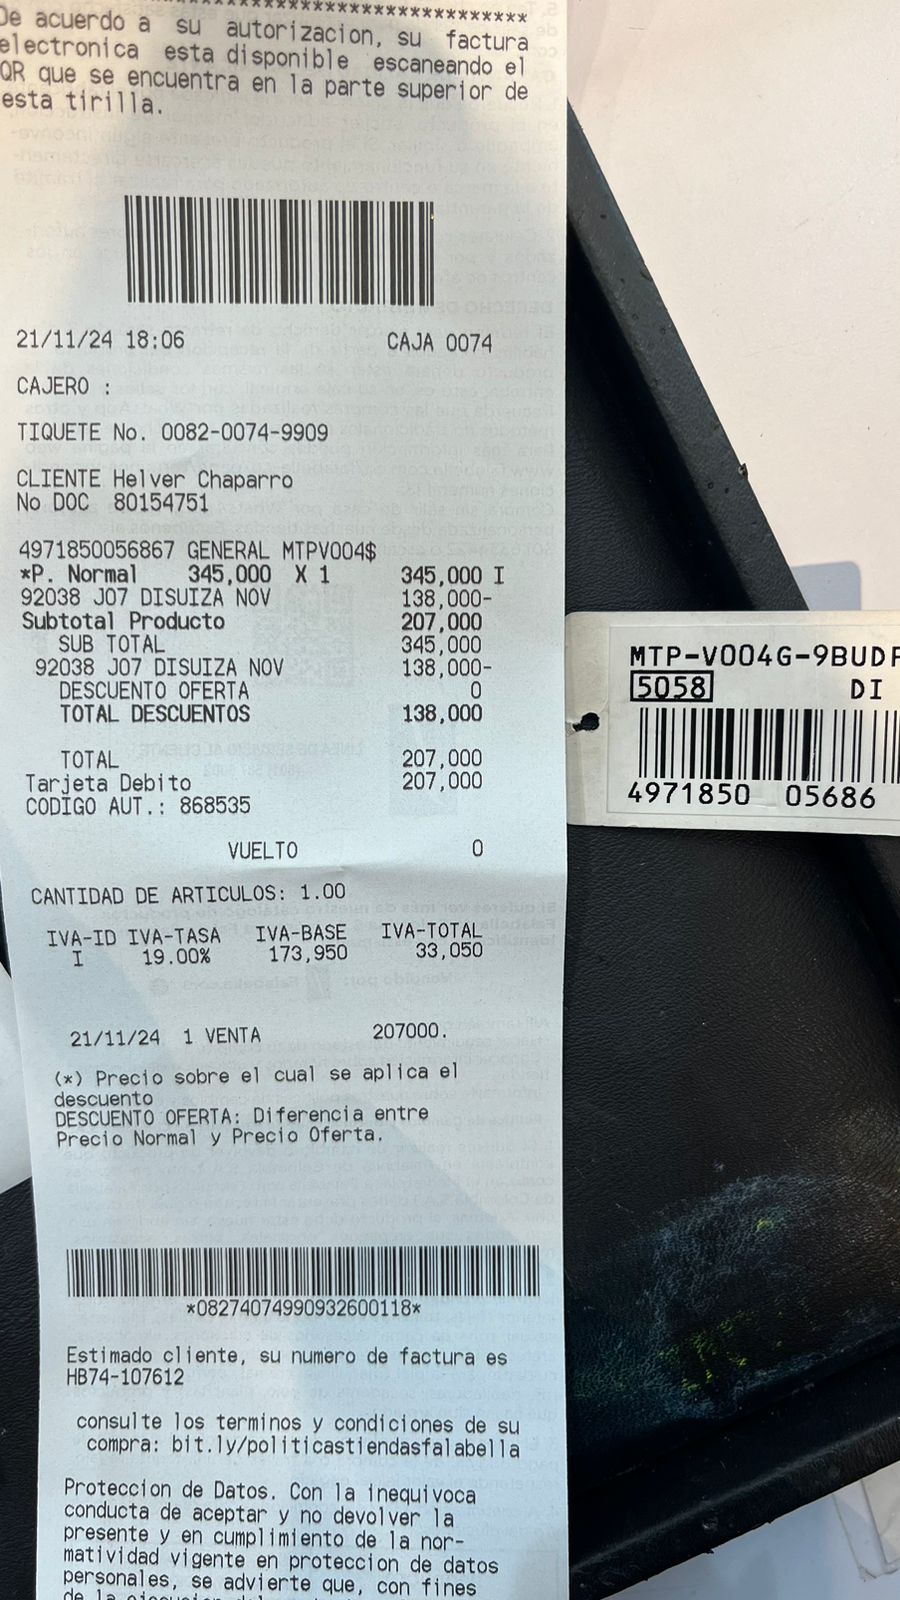 ************************************
De acuerdo a su autorizacion, su factura
electronica esta disponible escaneando el
QR que se encuentra en la parte superior de
esta tirilla.
21/11/24 18:06 CAJA 0074
CAJERO :
TIQUETE No. 0082-0074-9909
CLIENTE Helver Chaparro
No DOC 80154751
4971850056867 GENERAL MTPV004$
*P. Normal 345,000 X 1 345,000 I
92038 J07 DISUIZA NOV 138,000-
Subtotal Producto 207,000
SUB TOTAL 345,000
92038 J07 DISUIZA NOV 138,000-
DESCUENTO OFERTA 0
TOTAL DESCUENTOS 138,000
TOTAL 207,000
Tarjeta Debito 207,000
CODIGO AUT.: 868535
VUELTO 0
CANTIDAD DE ARTICULOS: 1.00
IVA-ID IVA-TASA IVA-BASE IVA-TOTAL
I 19.00% 173,950 33,050
21/11/24 1 VENTA 207000.
(*) Precio sobre el cual se aplica el
descuento
DESCUENTO OFERTA: Diferencia entre
Precio Normal y Precio Oferta.
*08274074990932600118*
Estimado cliente, su numero de factura es
HB74-107612
consulte los terminos y condiciones de su
compra: bit.ly/politicastiendasfalabella
Proteccion de Datos. Con la inequivoca
conducta de aceptar y no devolver la
presente y en cumplimiento de la nor-
matividad vigente en proteccion de datos
personales, se advierte que, con fines
MTP-V004G-9BUDF
5058 DI
4971850 05686